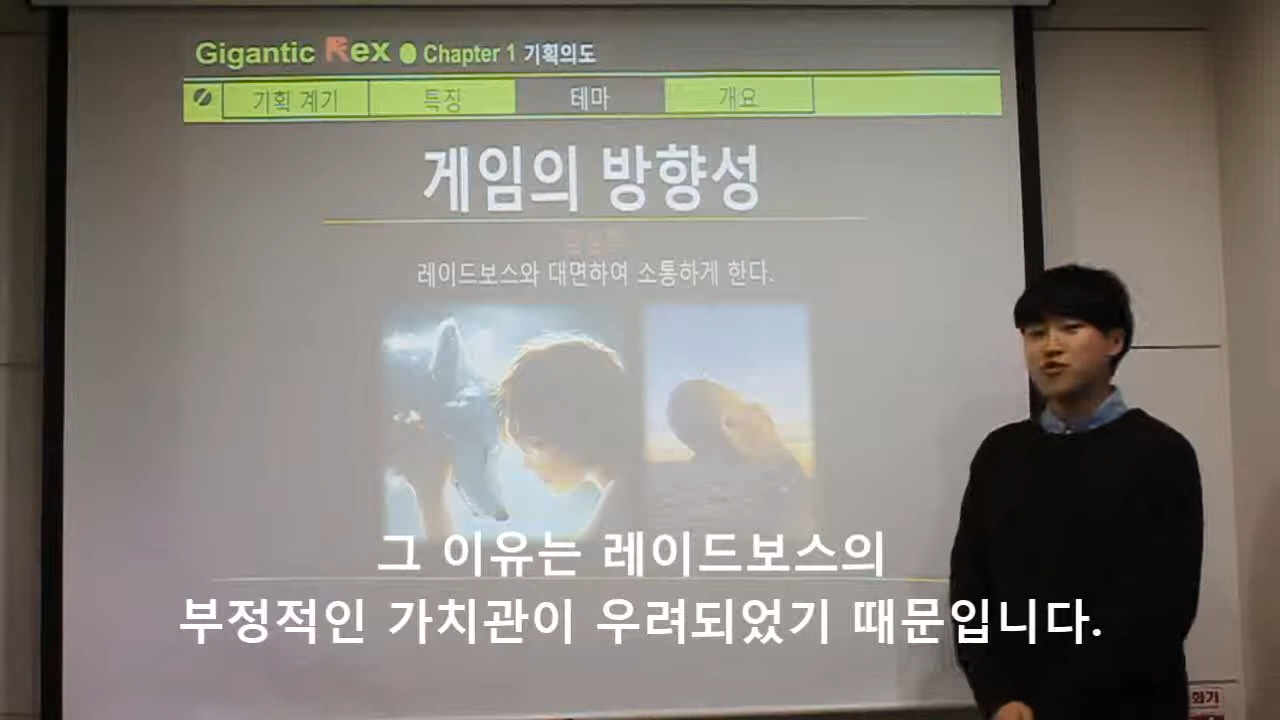 Gigantic Rex Chapter 1 기획의도
기획 계기 특징 테마 개요
게임의 방향성
레이드보스와 대면하여 소통하게 한다.
그 이유는 레이드보스의
부정적인 가치관이 우려되었기 때문입니다.
화기